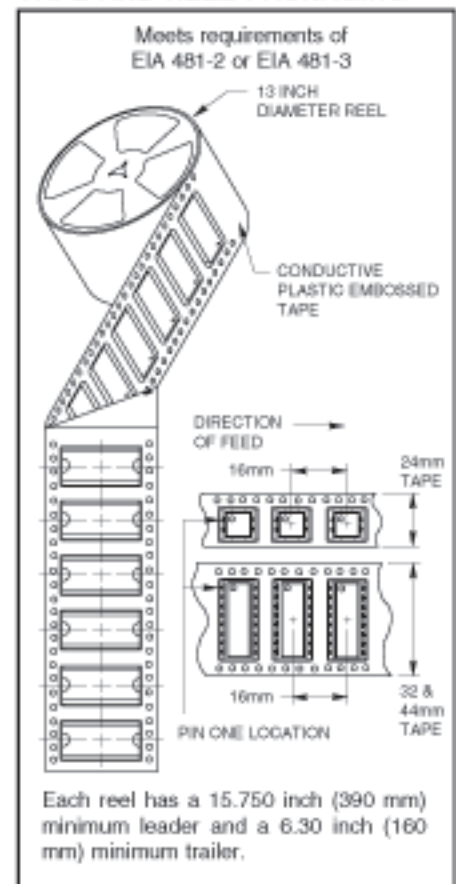 Meets requirements of
EIA 481-2 or EIA 481-3
13 INCH
DIAMETER REEL
CONDUCTIVE
PLASTIC EMBOSSED
TAPE
DIRECTION
OF FEED
16mm
24mm
TAPE
16mm
32 &
44mm
TAPE
PIN ONE LOCATION
Each reel has a 15.750 inch (390 mm)
minimum leader and a 6.30 inch (160
mm) minimum trailer.